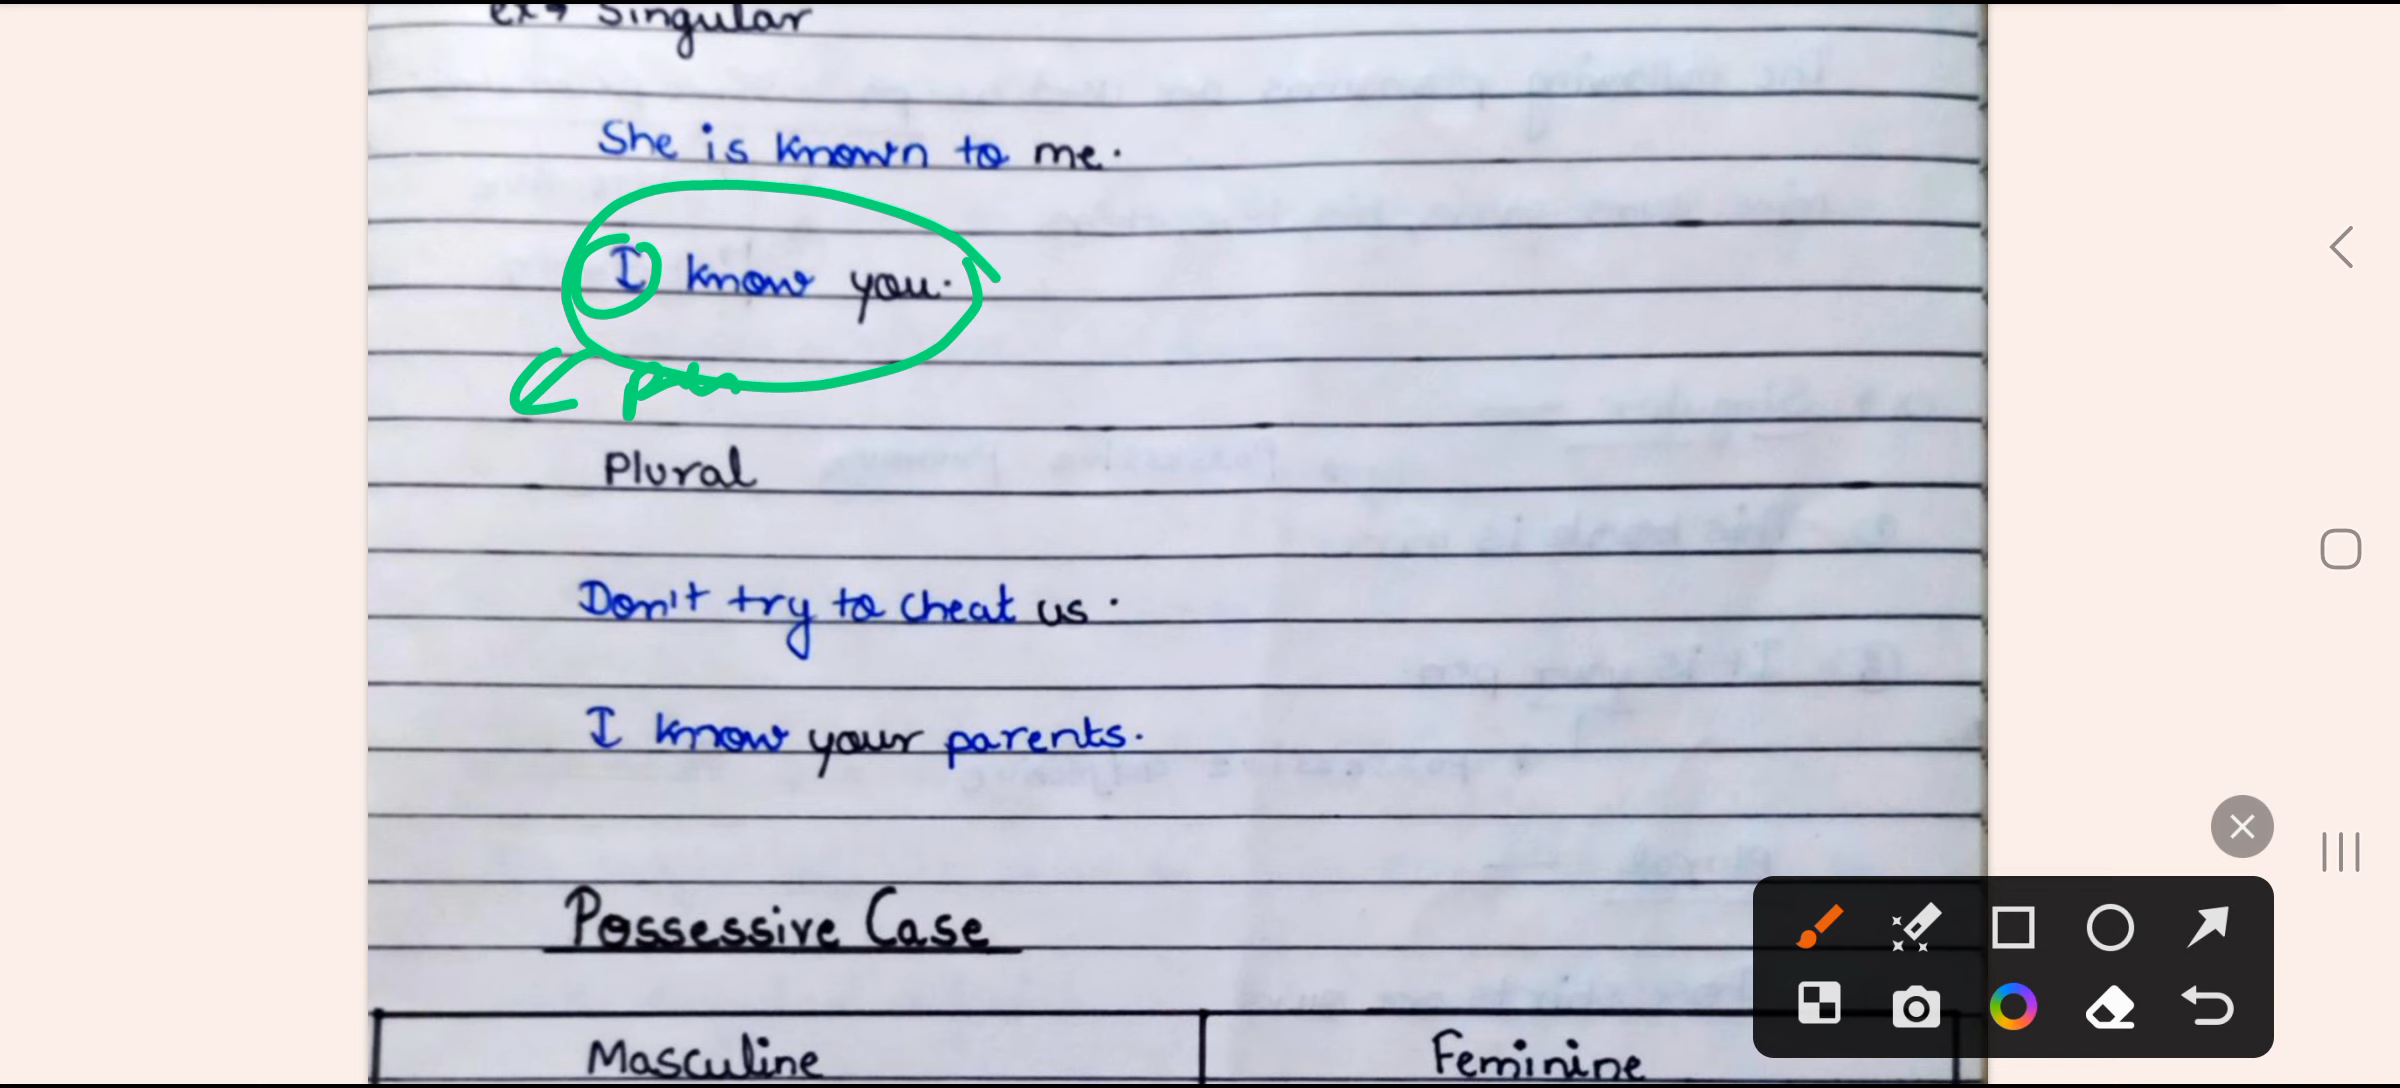 ex→ Singular
She is known to me.
I know you.
Plural
Don't try to cheat us.
I know your parents.
Possessive Case
Masculine
Feminine